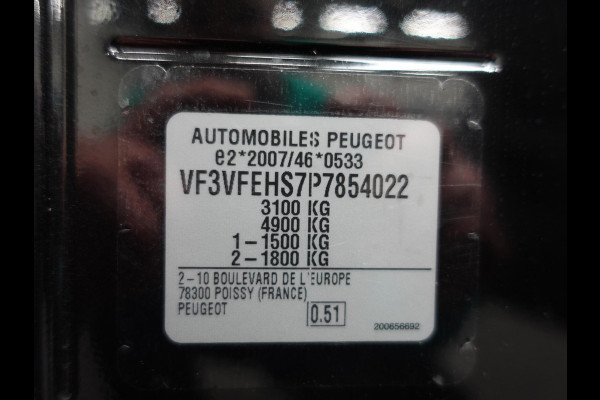 AUTOMOBILES PEUGEOT
e2*2007/46*0533
VF3VFEHS7P7854022
3100 KG
4900 KG
1-1500 KG
2-1800 KG
2-10 BOULEVARD DE L'EUROPE
78300 POISSY (FRANCE)
PEUGEOT 0.51
200656692